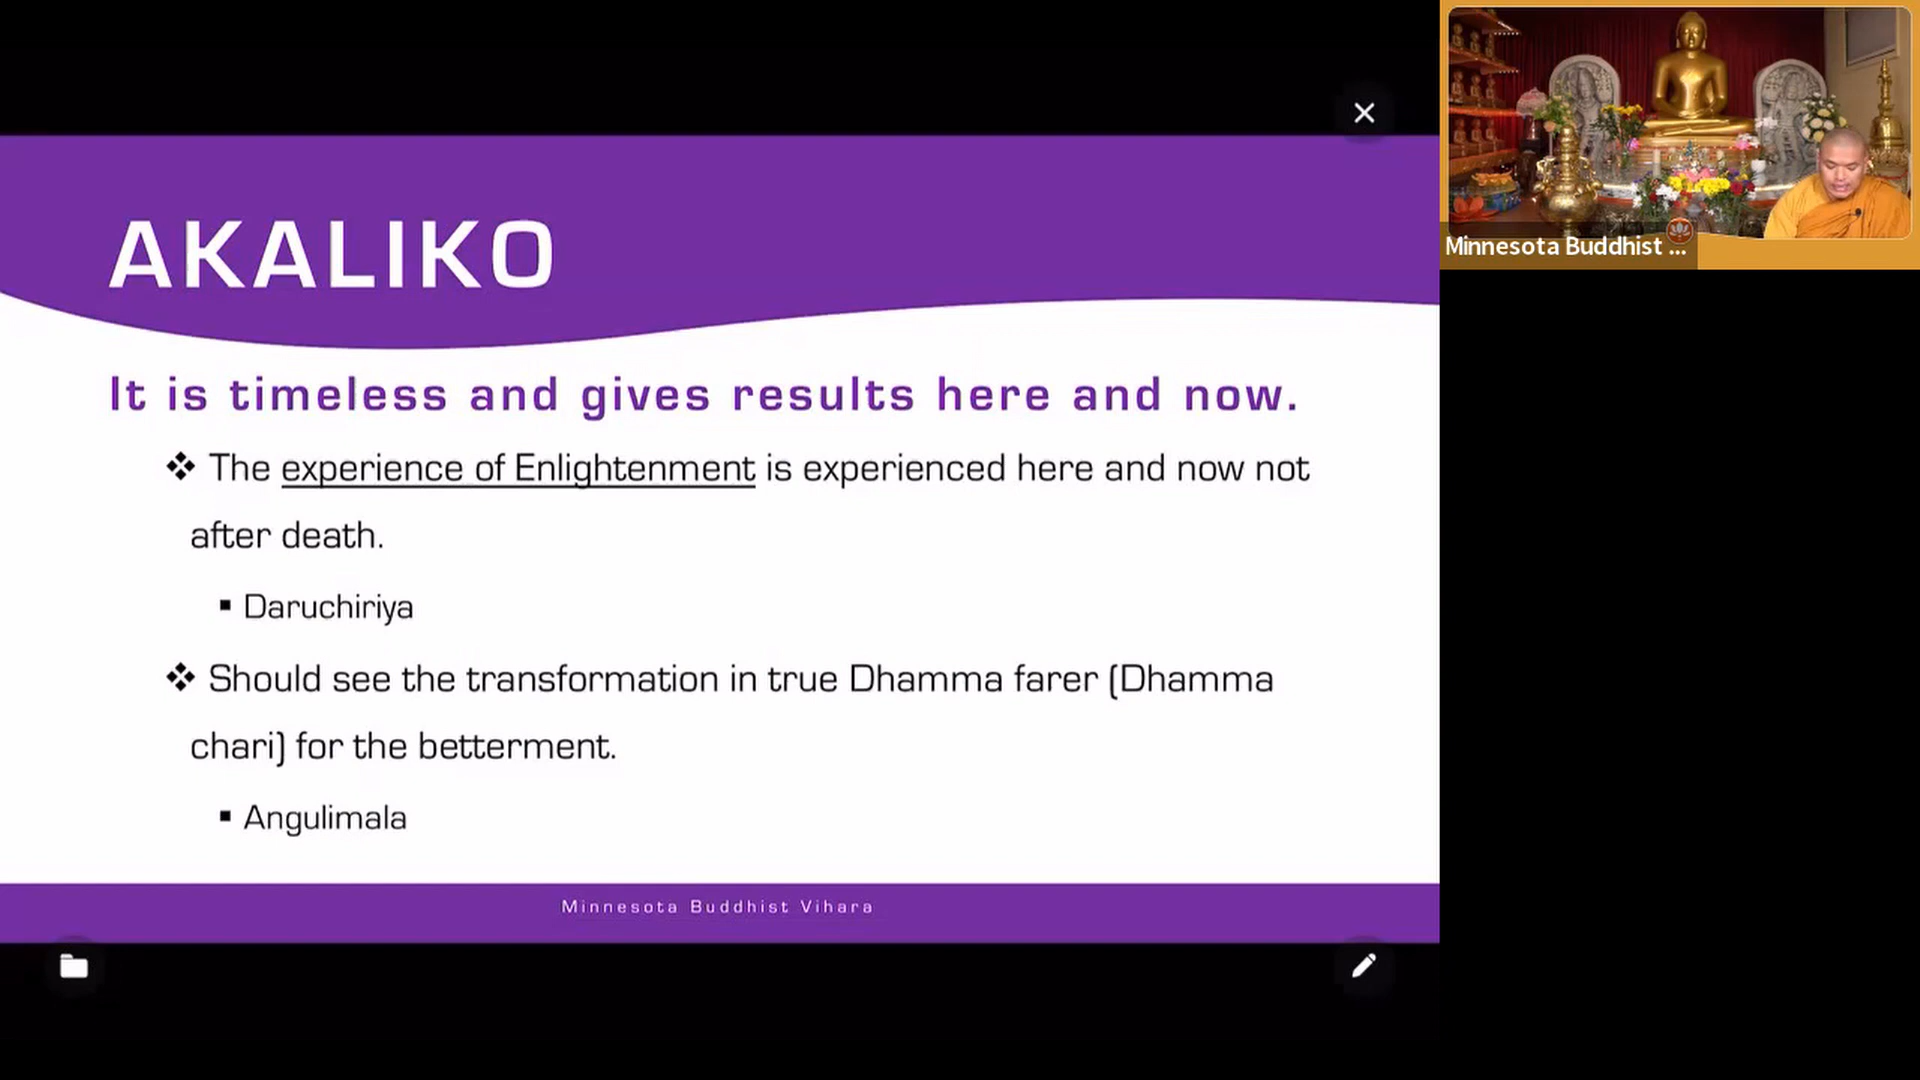 AKALIKO
It is timeless and gives results here and now.
❖ The experience of Enlightenment is experienced here and now not
after death.
▪ Daruchiriya
❖ Should see the transformation in true Dhamma farer (Dhamma
chari) for the betterment.
▪ Angulimala
Minnesota Buddhist Vihara
Minnesota Buddhist ...